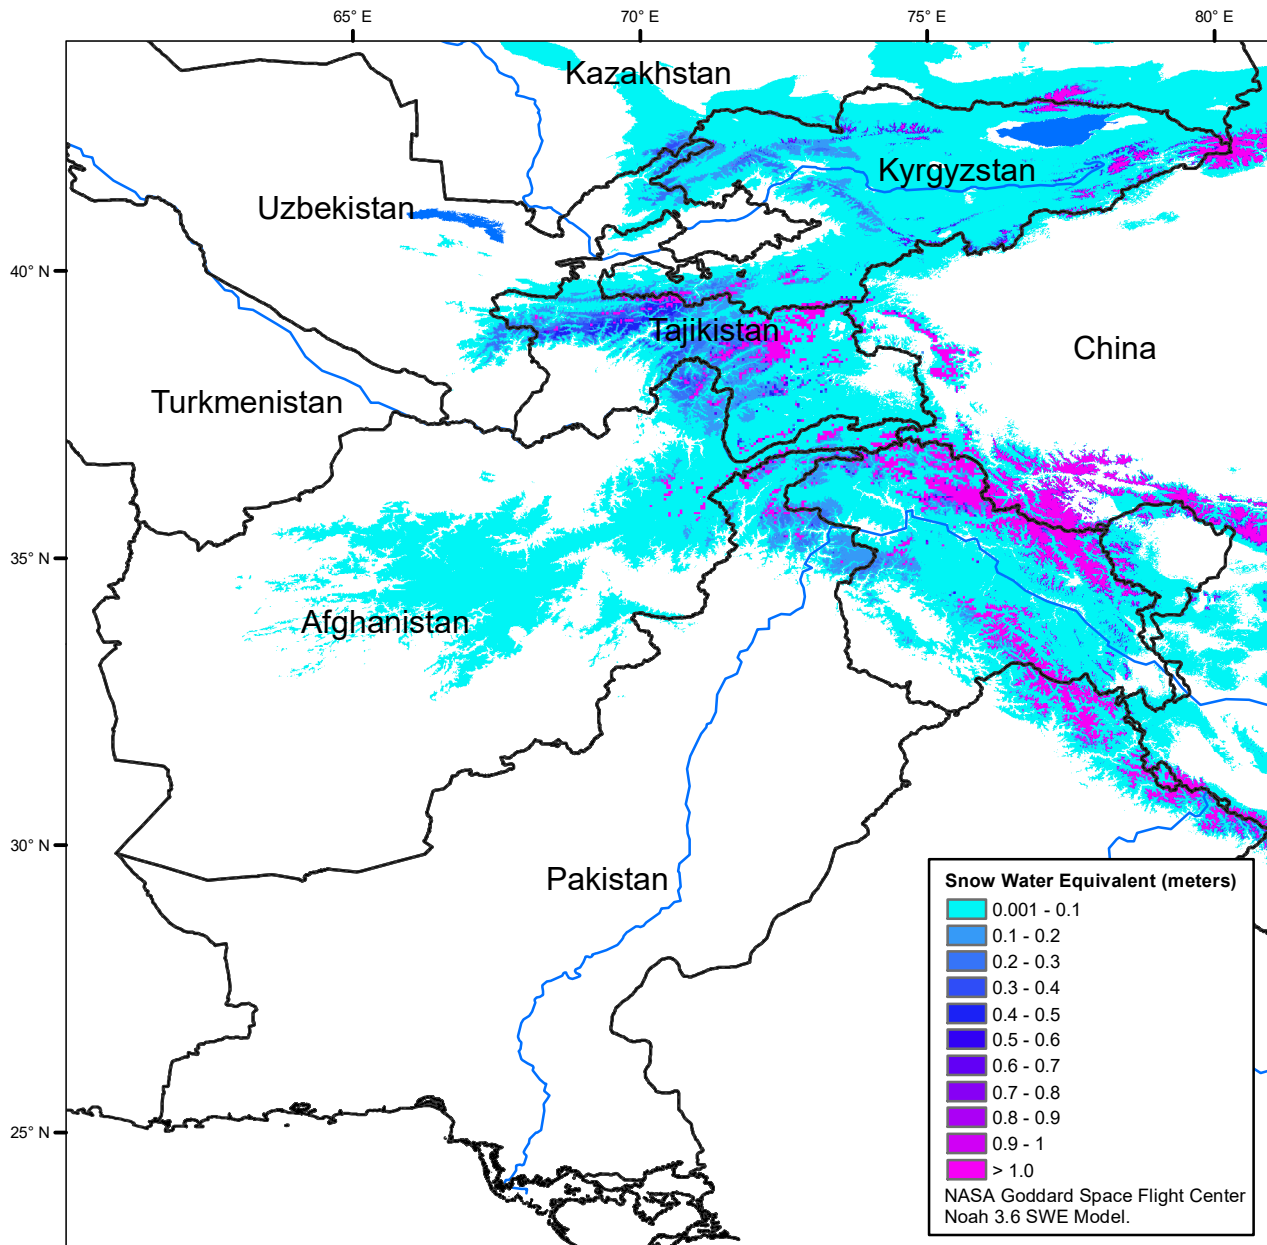 65° E
70° E
75° E
80° E
Kazakhstan
Kyrgyzstan
Uzbekistan
40° N
Tajikistan
China
Turkmenistan
35° N
Afghanistan
30° N
Pakistan
Snow Water Equivalent (meters)
0.001 - 0.1
0.1 - 0.2
0.2 - 0.3
0.3 - 0.4
0.4 - 0.5
0.5 - 0.6
0.6 - 0.7
0.7 - 0.8
0.8 - 0.9
0.9 - 1
> 1.0
25° N
NASA Goddard Space Flight Center
Noah 3.6 SWE Model.